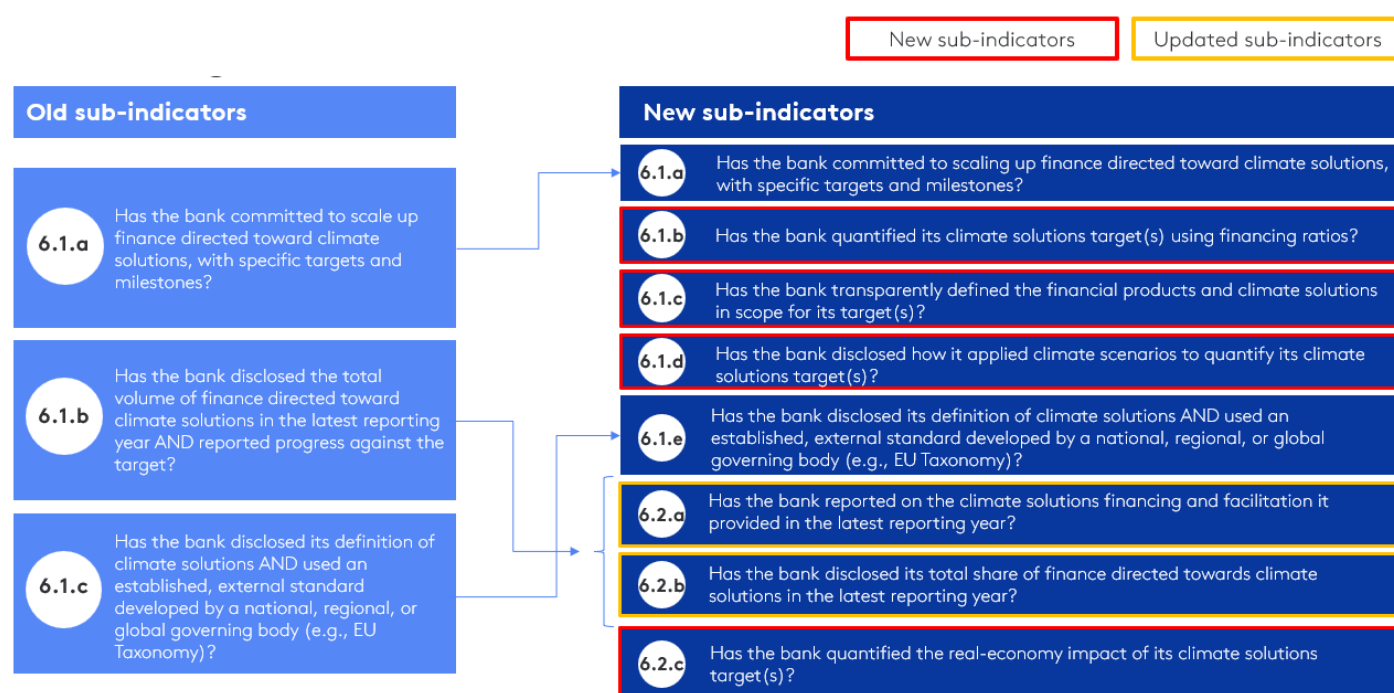 New sub-indicators
Updated sub-indicators
Old sub-indicators
6.1.a
Has the bank committed to scale up
finance directed toward climate
solutions, with specific targets and
milestones?
6.1.b
Has the bank disclosed the total
volume of finance directed toward
climate solutions in the latest reporting
year AND reported progress against the
target?
6.1.c
Has the bank disclosed its definition of
climate solutions AND used an
established, external standard
developed by a national, regional, or
global governing body (e.g., EU
Taxonomy)?
New sub-indicators
6.1.a
Has the bank committed to scaling up finance directed toward climate solutions,
with specific targets and milestones?
6.1.b
Has the bank quantified its climate solutions target(s) using financing ratios?
6.1.c
Has the bank transparently defined the financial products and climate solutions
in scope for its target(s)?
6.1.d
Has the bank disclosed how it applied climate scenarios to quantify its climate
solutions target(s)?
6.1.e
Has the bank disclosed its definition of climate solutions AND used an
established, external standard developed by a national, regional, or global
governing body (e.g., EU Taxonomy)?
6.2.a
Has the bank reported on the climate solutions financing and facilitation it
provided in the latest reporting year?
6.2.b
Has the bank disclosed its total share of finance directed towards climate
solutions in the latest reporting year?
6.2.c
Has the bank quantified the real-economy impact of its climate solutions
target(s)?